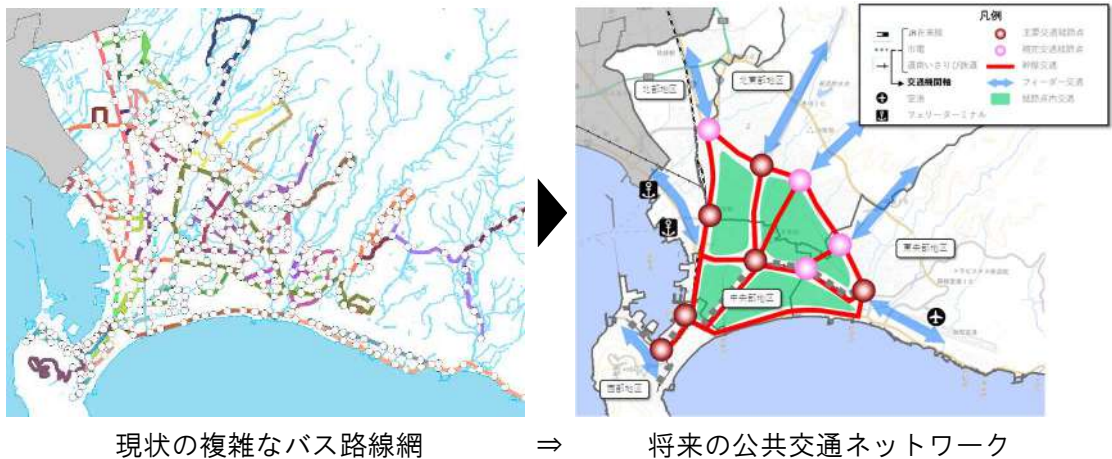 凡例
JR在来線
市電
道南いさりび鉄道
交通機関軸
空港
フェリーターミナル
主要交通結節点
補完交通結節点
幹線交通
フィーダー交通
結節点内交通
北部地区
北東部地区
東央部地区
中央部地区
西部地区
現状の複雑なバス路線網
⇒
将来の公共交通ネットワーク